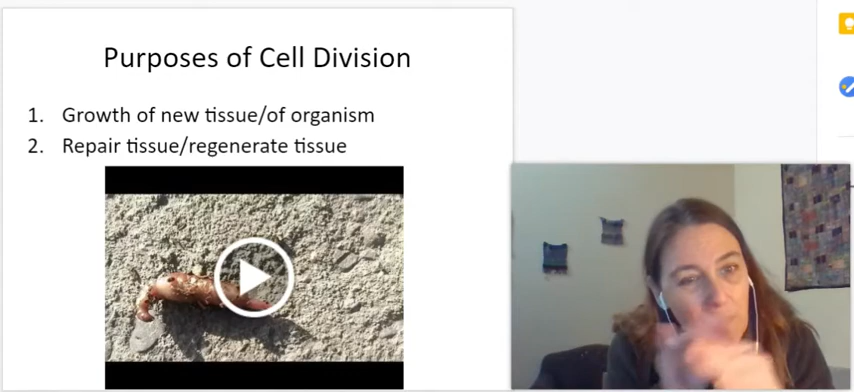 Purposes of Cell Division
1. Growth of new tissue/of organism
2. Repair tissue/regenerate tissue